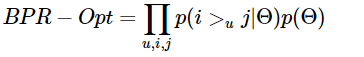 BPR − Opt = ∏_{u,i,j} p(i >_u j|Θ)p(Θ)